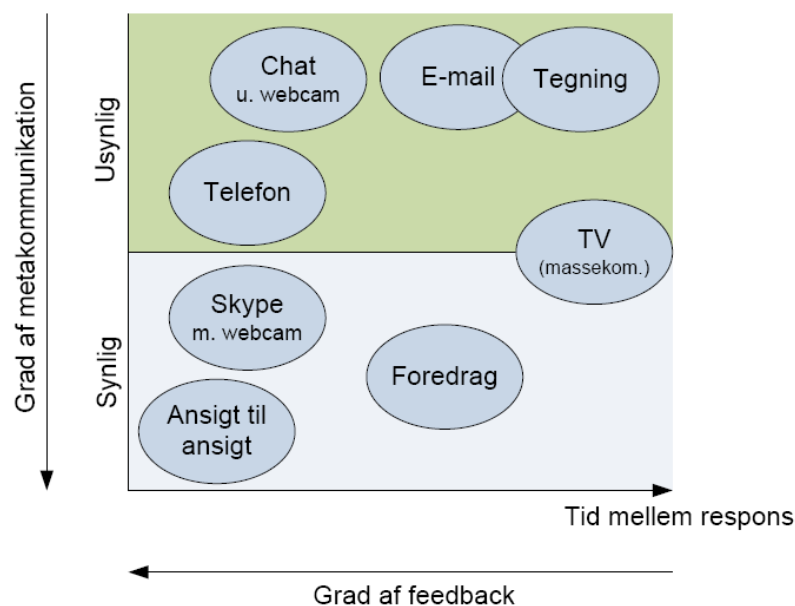 Grad af metakommunikation
Usynlig
Synlig
Chat
u. webcam
E-mail
Tegning
Telefon
TV
(massekom.)
Skype
m. webcam
Foredrag
Ansigt til
ansigt
Tid mellem respons
Grad af feedback